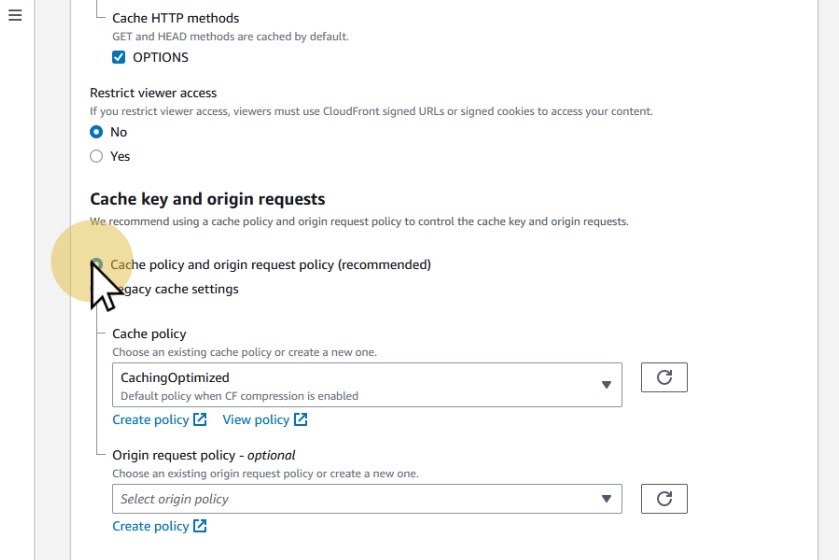 Cache HTTP methods
GET and HEAD methods are cached by default.
OPTIONS
Restrict viewer access
If you restrict viewer access, viewers must use CloudFront signed URLs or signed cookies to access your content.
No
Yes
Cache key and origin requests
We recommend using a cache policy and origin request policy to control the cache key and origin requests.
Cache policy and origin request policy (recommended)
cache settings
Cache policy
Choose an existing cache policy or create a new one.
CachingOptimized
Default policy when CF compression is enabled
Create policy View policy
Origin request policy - optional
Choose an existing origin request policy or create a new one.
Select origin policy
Create policy